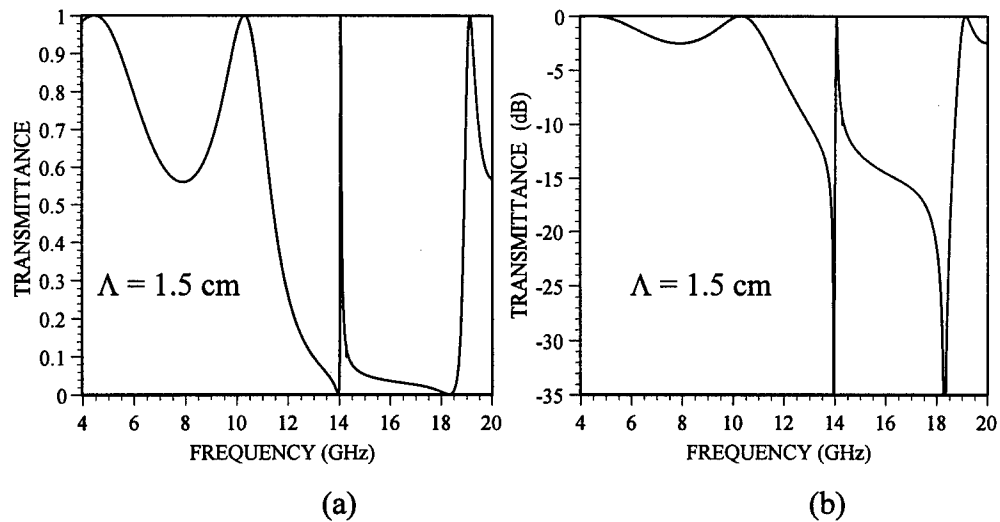 1
0.9
0.8
0.7
0.6
0.5
0.4
0.3
0.2
0.1
0
TRANSMITTANCE
Λ = 1.5 cm
4 6 8 10 12 14 16 18 20
FREQUENCY (GHz)
(a)
0
-5
-10
-15
-20
-25
-30
-35
TRANSMITTANCE (dB)
Λ = 1.5 cm
4 6 8 10 12 14 16 18 20
FREQUENCY (GHz)
(b)